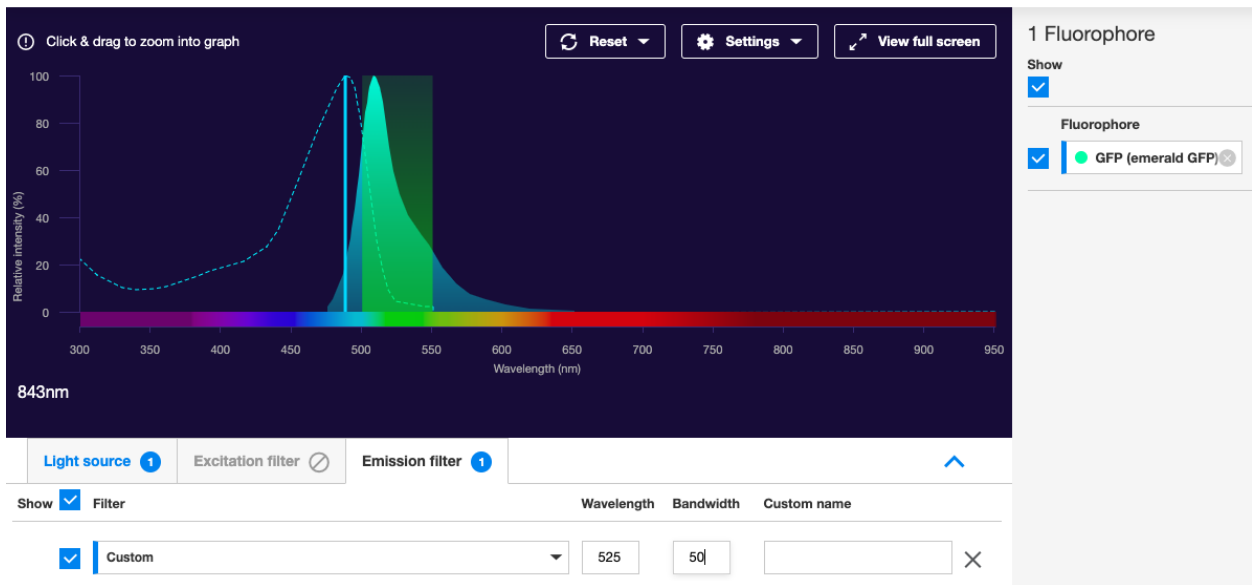 Click & drag to zoom into graph
Reset
Settings
View full screen
100
80
60
40
20
0
Relative intensity (%)
300 350 400 450 500 550 600 650 700 750 800 850 900 950
Wavelength (nm)
843nm
1 Fluorophore
Show
Fluorophore
GFP (emerald GFP)
Light source 1
Excitation filter
Emission filter 1
Show Filter Wavelength Bandwidth Custom name
Custom 525 50